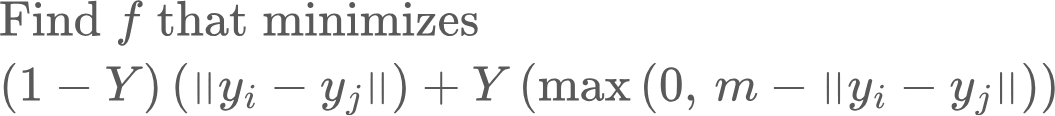 Find f that minimizes
(1 − Y) (||y_i − y_j||) + Y (max (0, m − ||y_i − y_j||))